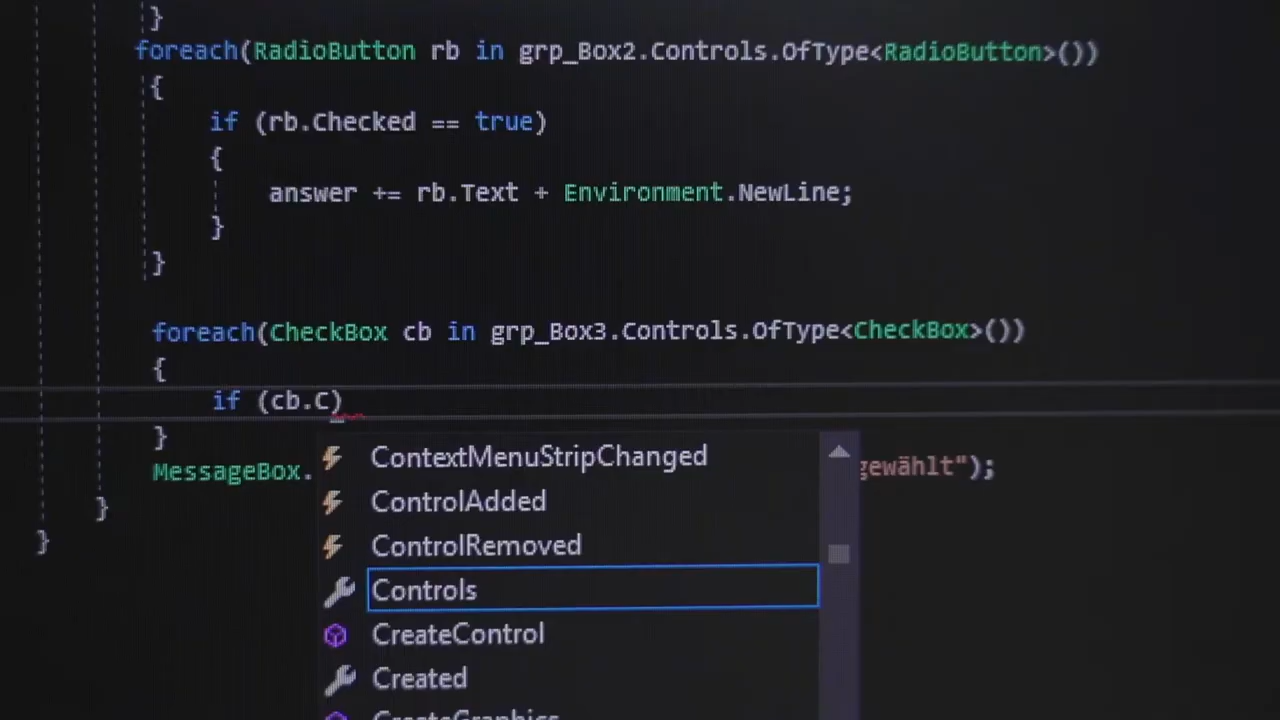 }
foreach(RadioButton rb in grp_Box2.Controls.OfType<RadioButton>())
{
if (rb.Checked == true)
{
answer += rb.Text + Environment.NewLine;
}
}
foreach(CheckBox cb in grp_Box3.Controls.OfType<CheckBox>())
{
if (cb.C)
}
MessageBox. gewählt");
}
}
ContextMenuStripChanged
ControlAdded
ControlRemoved
Controls
CreateControl
Created
CreateGraphics